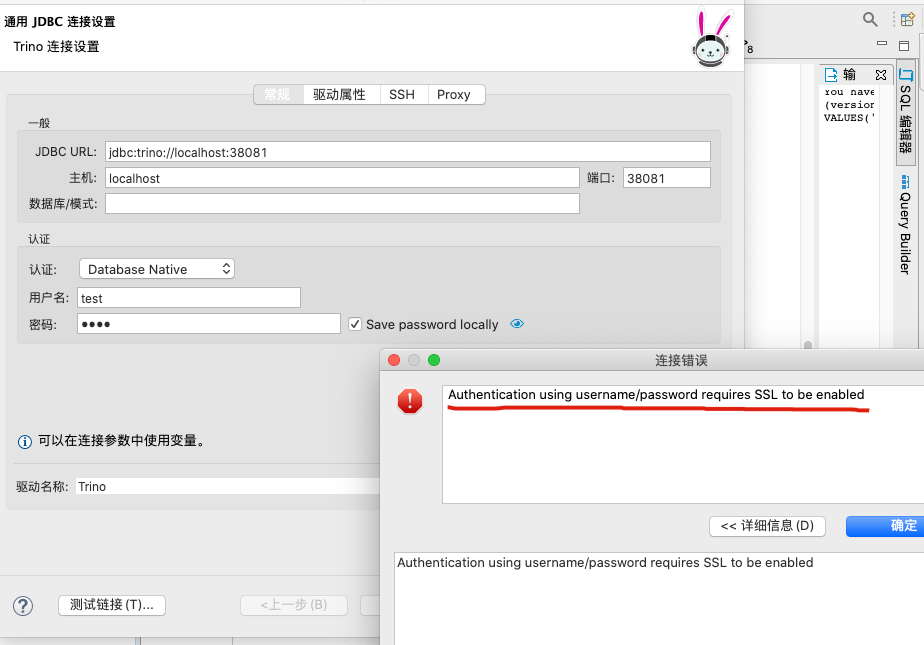 通用 JDBC 连接设置
Trino 连接设置
常规
驱动属性
SSH
Proxy
一般
JDBC URL:
jdbc:trino://localhost:38081
主机:
localhost
端口:
38081
数据库/模式:
认证
认证:
Database Native
用户名:
test
密码:
••••
Save password locally
可以在连接参数中使用变量。
驱动名称:
Trino
测试链接 (T)...
<上一步 (B)
8
输
You have
(version
VALUES('
SQL 编辑器
Query Builder
连接错误
Authentication using username/password requires SSL to be enabled
<< 详细信息 (D)
确定
Authentication using username/password requires SSL to be enabled